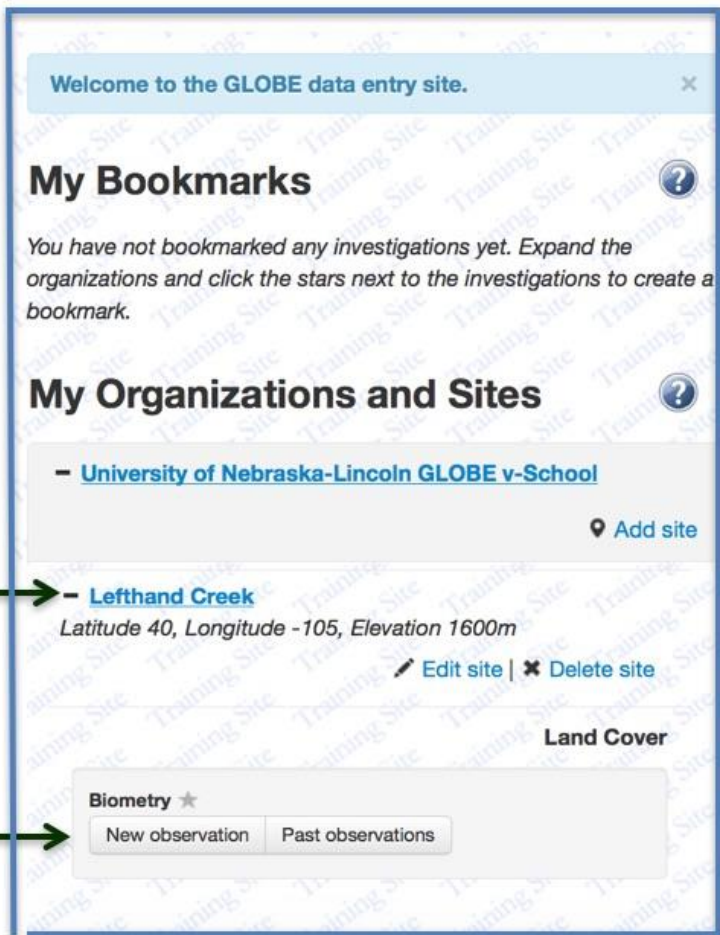 Welcome to the GLOBE data entry site. ×
My Bookmarks ?
You have not bookmarked any investigations yet. Expand the
organizations and click the stars next to the investigations to create a
bookmark.
My Organizations and Sites ?
University of Nebraska-Lincoln GLOBE v-School
Add site
Lefthand Creek
Latitude 40, Longitude -105, Elevation 1600m
Edit site | Delete site
Land Cover
Biometry
New observation Past observations
Training Site